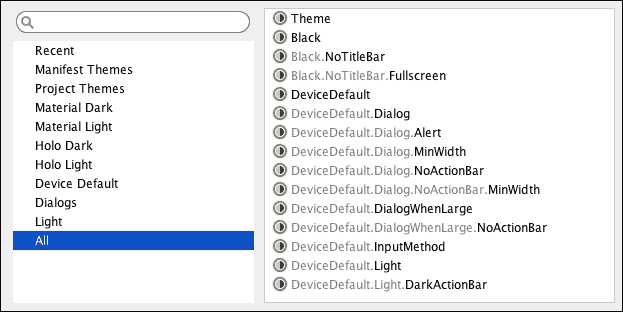 Recent
Manifest Themes
Project Themes
Material Dark
Material Light
Holo Dark
Holo Light
Device Default
Dialogs
Light
All
Theme
Black
Black.NoTitleBar
Black.NoTitleBar.Fullscreen
DeviceDefault
DeviceDefault.Dialog
DeviceDefault.Dialog.Alert
DeviceDefault.Dialog.MinWidth
DeviceDefault.Dialog.NoActionBar
DeviceDefault.Dialog.NoActionBar.MinWidth
DeviceDefault.DialogWhenLarge
DeviceDefault.DialogWhenLarge.NoActionBar
DeviceDefault.InputMethod
DeviceDefault.Light
DeviceDefault.Light.DarkActionBar